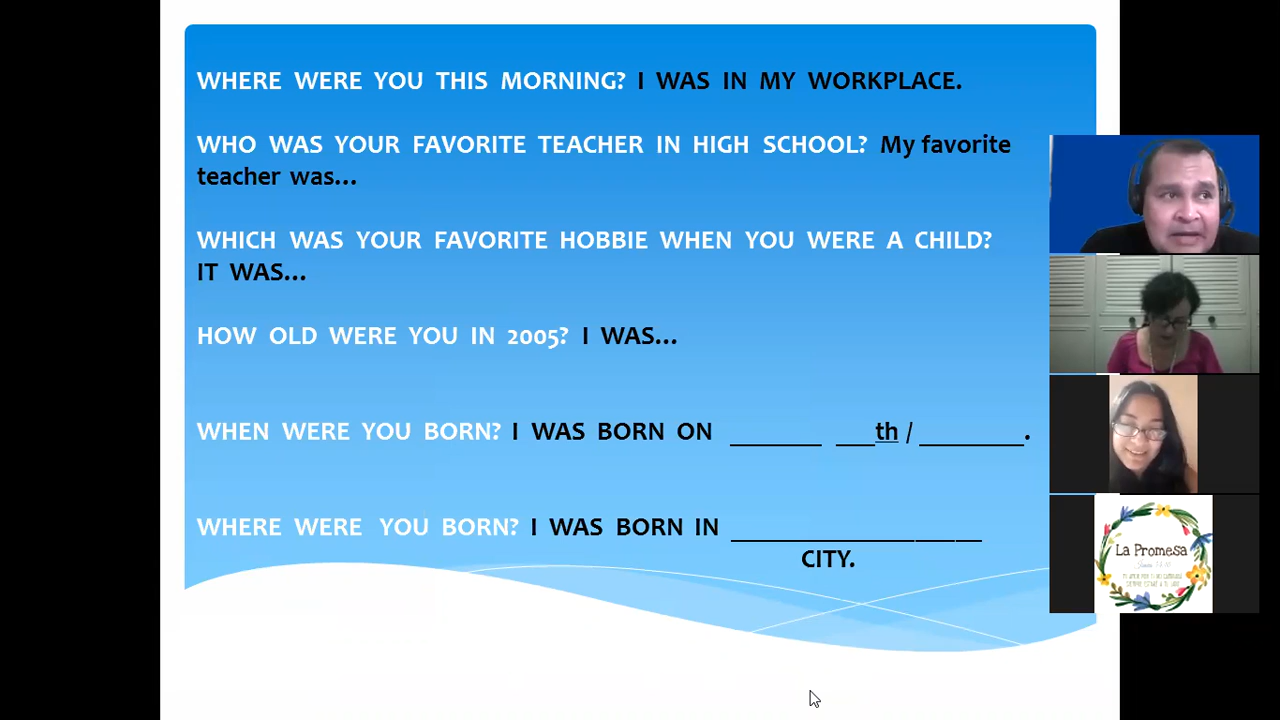 WHERE WERE YOU THIS MORNING? I WAS IN MY WORKPLACE.
WHO WAS YOUR FAVORITE TEACHER IN HIGH SCHOOL? My favorite
teacher was...
WHICH WAS YOUR FAVORITE HOBBIE WHEN YOU WERE A CHILD?
IT WAS...
HOW OLD WERE YOU IN 2005? I WAS...
WHEN WERE YOU BORN? I WAS BORN ON _______ ___th / ________.
WHERE WERE YOU BORN? I WAS BORN IN ___________________
CITY.
La Promesa